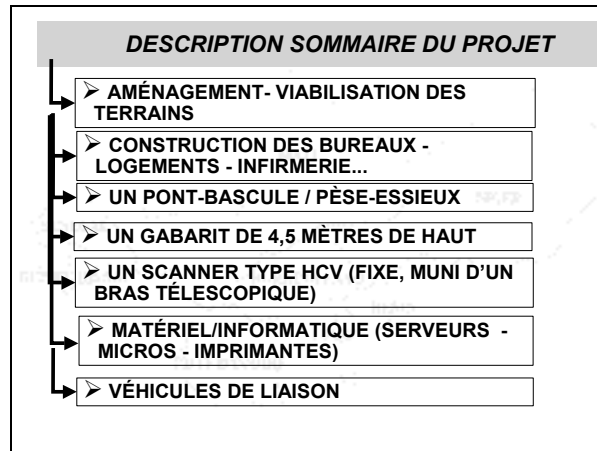 DESCRIPTION SOMMAIRE DU PROJET
➢ AMÉNAGEMENT- VIABILISATION DES
TERRAINS
➢ CONSTRUCTION DES BUREAUX -
LOGEMENTS - INFIRMERIE...
➢ UN PONT-BASCULE / PÈSE-ESSIEUX
➢ UN GABARIT DE 4,5 MÈTRES DE HAUT
➢ UN SCANNER TYPE HCV (FIXE, MUNI D'UN
BRAS TÉLESCOPIQUE)
➢ MATÉRIEL/INFORMATIQUE (SERVEURS -
MICROS - IMPRIMANTES)
➢ VÉHICULES DE LIAISON